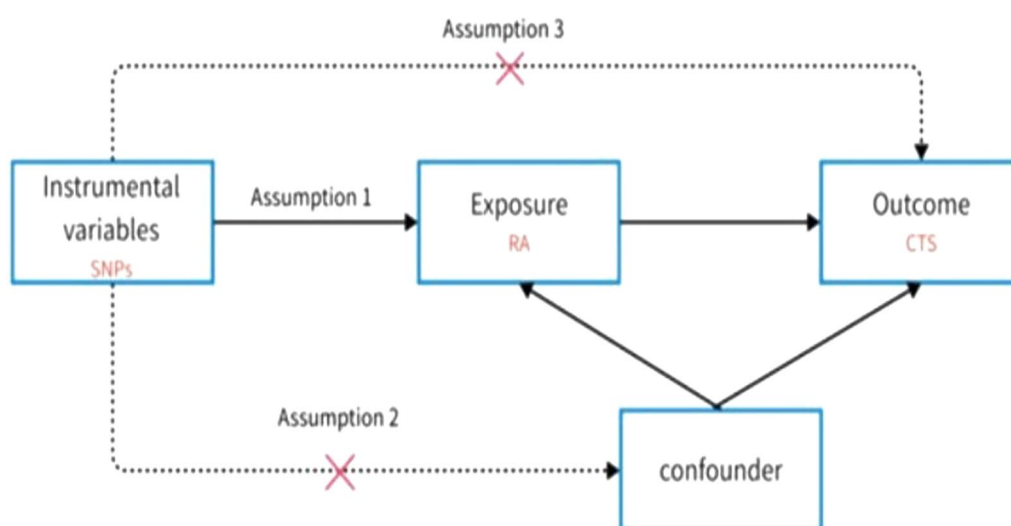 Assumption 3
Instrumental
variables
SNPs
Assumption 1
Exposure
RA
Outcome
CTS
Assumption 2
confounder